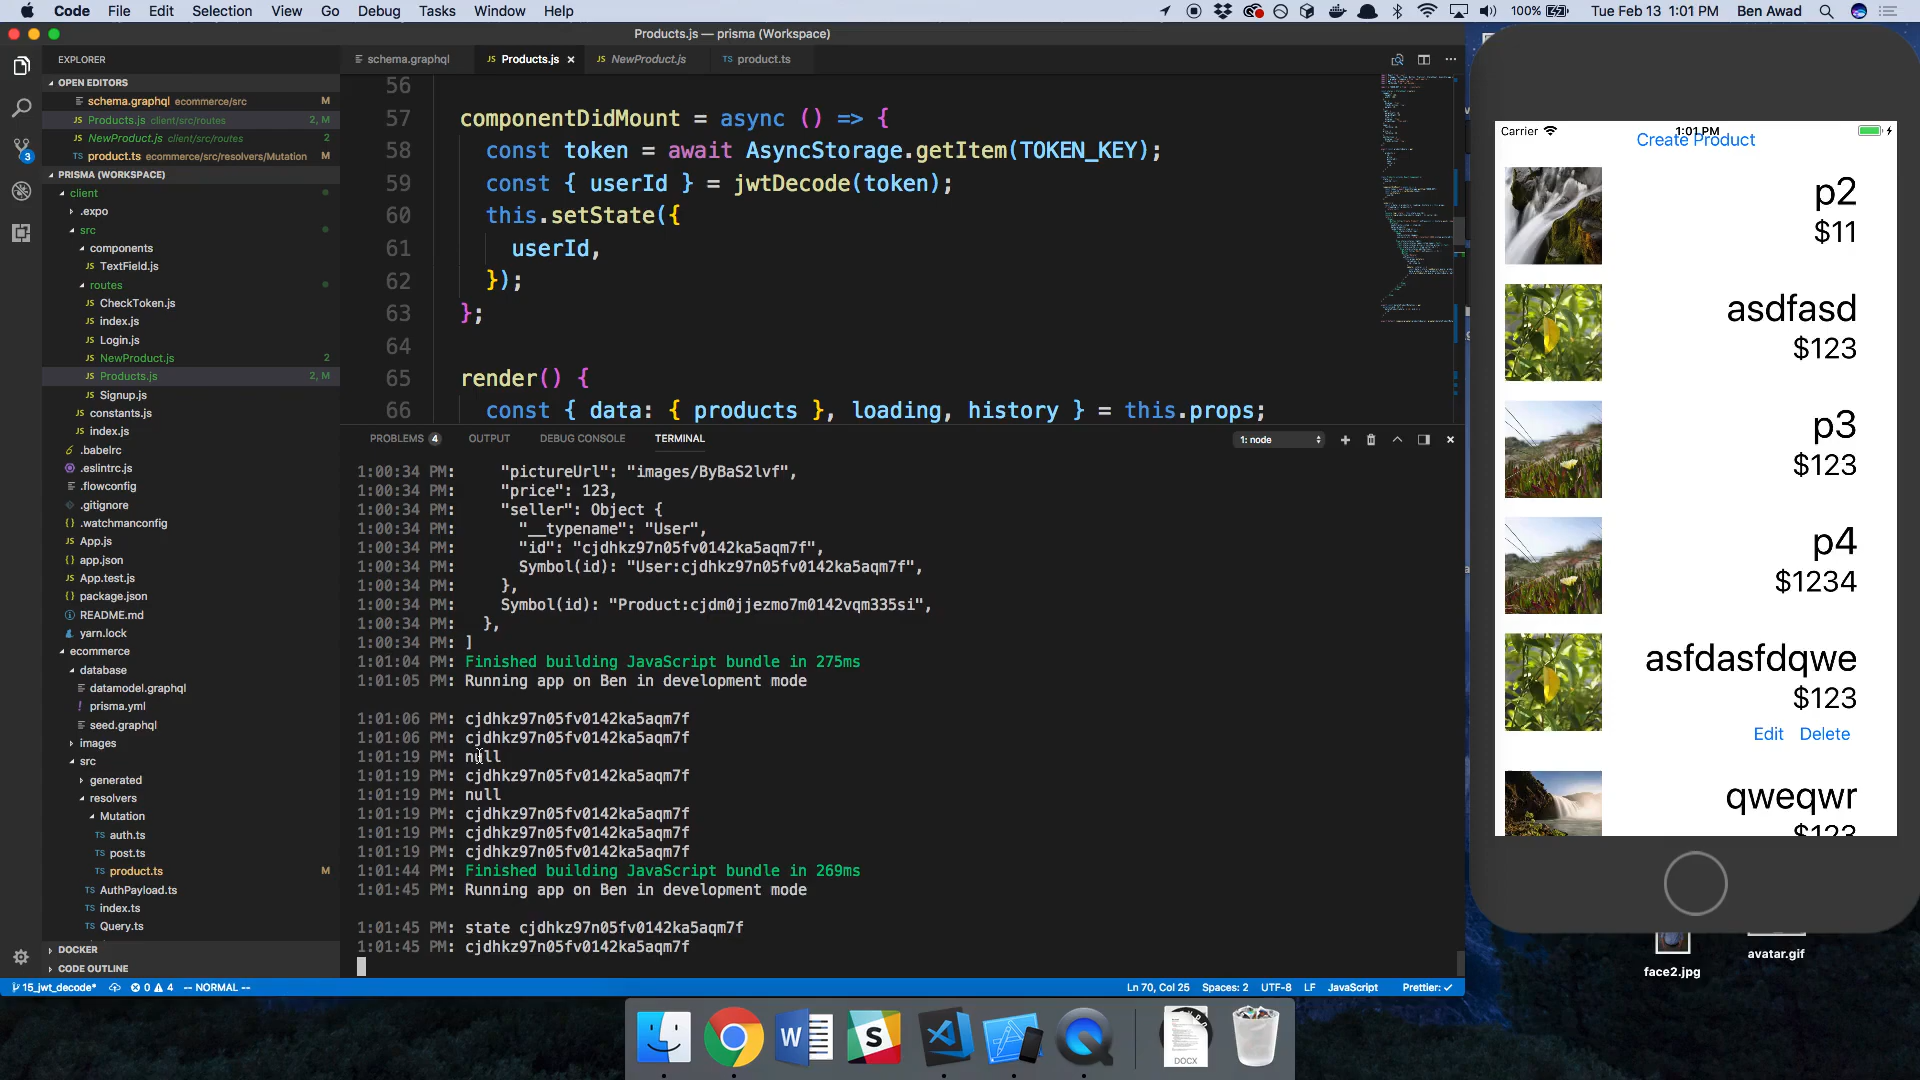 Code File Edit Selection View Go Debug Tasks Window Help
100% Tue Feb 13 1:01 PM Ben Awad
Products.js — prisma (Workspace)
EXPLORER
OPEN EDITORS
schema.graphql ecommerce/src M
Products.js client/src/routes 2, M
NewProduct.js client/src/routes 2
product.ts ecommerce/src/resolvers/Mutation M
PRISMA (WORKSPACE)
client
.expo
src
components
TextField.js
routes
CheckToken.js
index.js
Login.js
NewProduct.js 2
Products.js 2, M
Signup.js
constants.js
index.js
.babelrc
.eslintrc.js
.flowconfig
.gitignore
.watchmanconfig
App.js
app.json
App.test.js
package.json
README.md
yarn.lock
ecommerce
database
datamodel.graphql
prisma.yml
seed.graphql
images
src
generated
resolvers
Mutation
auth.ts
post.ts
product.ts M
AuthPayload.ts
index.ts
Query.ts
DOCKER
CODE OUTLINE
3
schema.graphql
JS Products.js
JS NewProduct.js
TS product.ts
56
57 componentDidMount = async () => {
58 const token = await AsyncStorage.getItem(TOKEN_KEY);
59 const { userId } = jwtDecode(token);
60 this.setState({
61 userId,
62 });
63 };
64
65 render() {
66 const { data: { products }, loading, history } = this.props;
PROBLEMS 4 OUTPUT DEBUG CONSOLE TERMINAL
1: node
1:00:34 PM: "pictureUrl": "images/ByBaS2lvf",
1:00:34 PM: "price": 123,
1:00:34 PM: "seller": Object {
1:00:34 PM: "__typename": "User",
1:00:34 PM: "id": "cjdhkz97n05fv0142ka5aqm7f",
1:00:34 PM: Symbol(id): "User:cjdhkz97n05fv0142ka5aqm7f",
1:00:34 PM: },
1:00:34 PM: Symbol(id): "Product:cjdm0jjezmo7m0142vqm335si",
1:00:34 PM: },
1:00:34 PM: ]
1:01:04 PM: Finished building JavaScript bundle in 275ms
1:01:05 PM: Running app on Ben in development mode
1:01:06 PM: cjdhkz97n05fv0142ka5aqm7f
1:01:06 PM: cjdhkz97n05fv0142ka5aqm7f
1:01:19 PM: null
1:01:19 PM: cjdhkz97n05fv0142ka5aqm7f
1:01:19 PM: null
1:01:19 PM: cjdhkz97n05fv0142ka5aqm7f
1:01:19 PM: cjdhkz97n05fv0142ka5aqm7f
1:01:19 PM: cjdhkz97n05fv0142ka5aqm7f
1:01:44 PM: Finished building JavaScript bundle in 269ms
1:01:45 PM: Running app on Ben in development mode
1:01:45 PM: state cjdhkz97n05fv0142ka5aqm7f
1:01:45 PM: cjdhkz97n05fv0142ka5aqm7f
15_jwt_decode* 0 4 -- NORMAL --
Ln 70, Col 25 Spaces: 2 UTF-8 LF JavaScript Prettier: ✓
Carrier 1:01 PM
Create Product
p2
$11
asdfasd
$123
p3
$123
p4
$1234
asfdasfdqwe
$123
Edit Delete
qweqwr
$123
face2.jpg
avatar.gif
DOCX